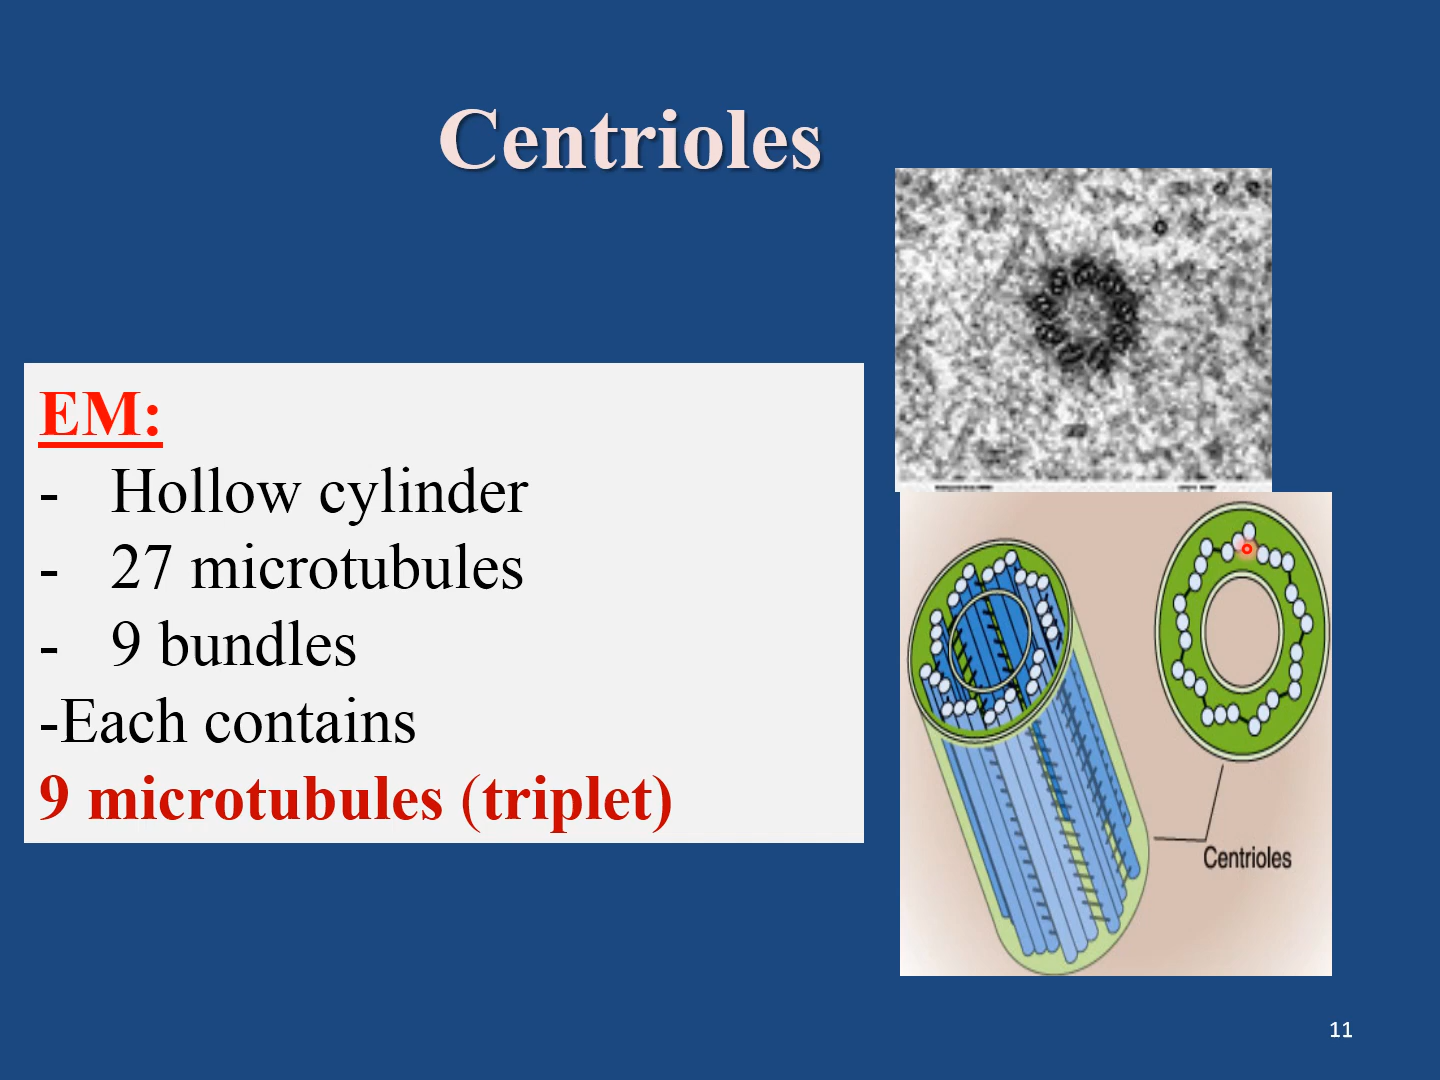 Centrioles
EM:
- Hollow cylinder
- 27 microtubules
- 9 bundles
-Each contains
9 microtubules (triplet)
Centrioles
11